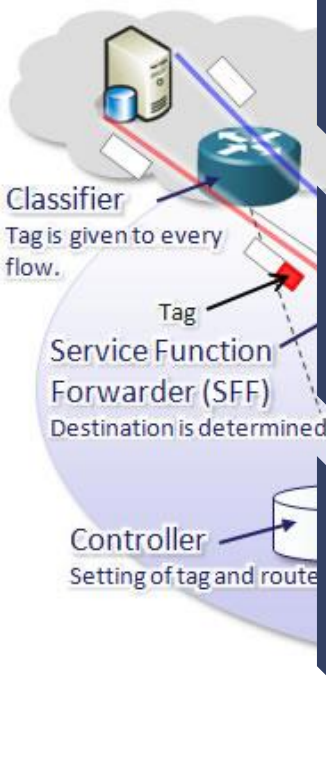 Classifier
Tag is given to every
flow.
Tag
Service Function
Forwarder (SFF)
Destination is determined
Controller
Setting of tag and route